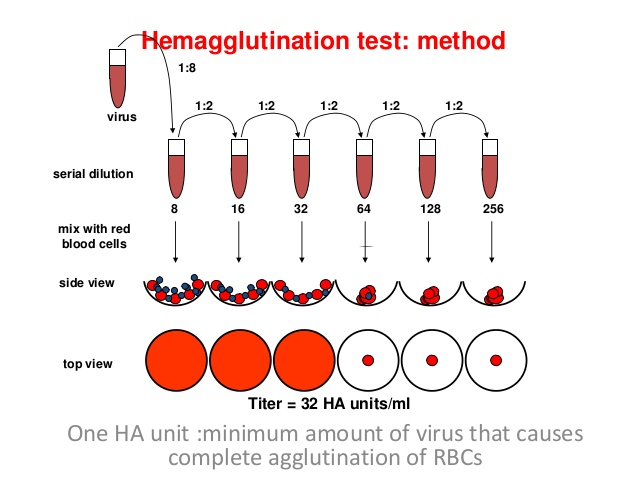 Hemagglutination test: method
1:8
virus
1:2 1:2 1:2 1:2 1:2
serial dilution
8 16 32 64 128 256
mix with red
blood cells
side view
top view
Titer = 32 HA units/ml
One HA unit :minimum amount of virus that causes
complete agglutination of RBCs